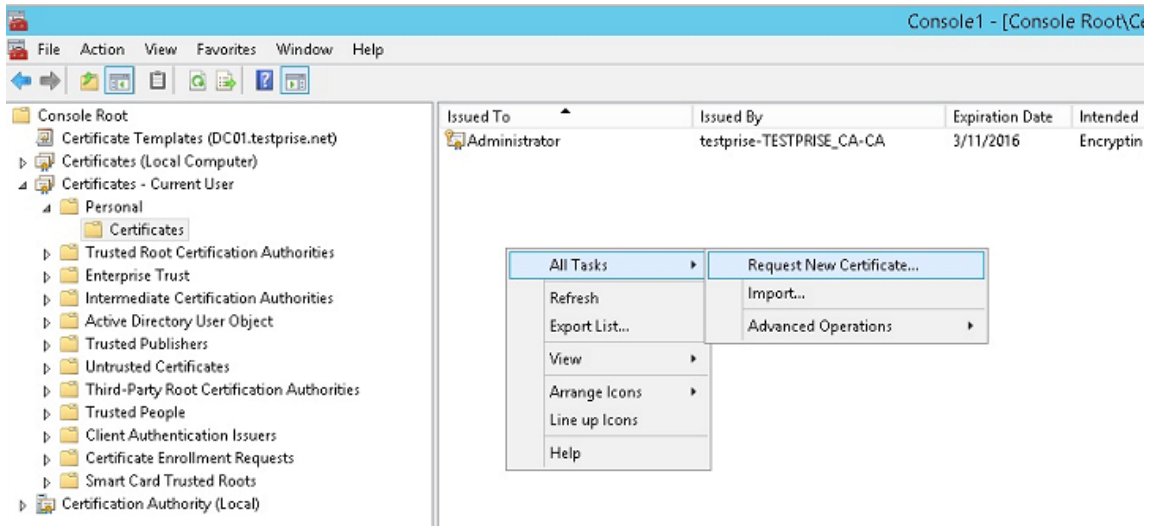 Console1 - [Console Root\Ce
File Action View Favorites Window Help
Console Root
Certificate Templates (DC01.testprise.net)
Certificates (Local Computer)
Certificates - Current User
Personal
Certificates
Trusted Root Certification Authorities
Enterprise Trust
Intermediate Certification Authorities
Active Directory User Object
Trusted Publishers
Untrusted Certificates
Third-Party Root Certification Authorities
Trusted People
Client Authentication Issuers
Certificate Enrollment Requests
Smart Card Trusted Roots
Certification Authority (Local)
Issued To Issued By Expiration Date Intended
Administrator testprise-TESTPRISE_CA-CA 3/11/2016 Encryptin
All Tasks
Refresh
Export List...
View
Arrange Icons
Line up Icons
Help
Request New Certificate...
Import...
Advanced Operations